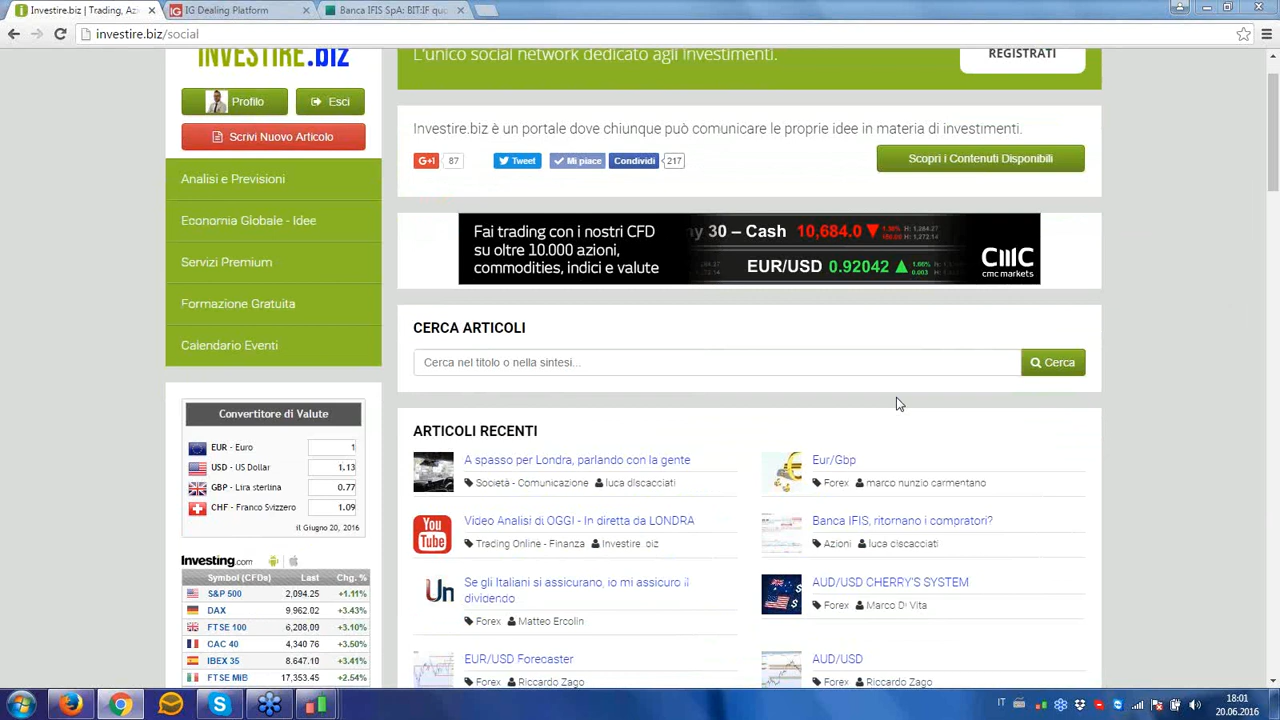 Investire.biz | Trading, Az
IG Dealing Platform
Banca IFIS SpA: BIT:IF quo
investire.biz/social
INVESTIRE.biz
L'unico social network dedicato agli Investimenti.
REGISTRATI
Profilo
Esci
Scrivi Nuovo Articolo
Investire.biz è un portale dove chiunque può comunicare le proprie idee in materia di investimenti.
G+1 87 Tweet Mi piace Condividi 217
Scopri i Contenuti Disponibili
Analisi e Previsioni
Economia Globale - Idee
Servizi Premium
Formazione Gratuita
Calendario Eventi
Fai trading con i nostri CFD
su oltre 10.000 azioni,
commodities, indici e valute
ny 30 – Cash 10,684.0
EUR/USD 0.92042
cmc markets
CERCA ARTICOLI
Cerca nel titolo o nella sintesi...
Cerca
Convertitore di Valute
EUR - Euro 1
USD - US Dollar 1.13
GBP - Lira sterlina 0.77
CHF - Franco Svizzero 1.09
il Giugno 20, 2016
Investing.com
Symbol (CFDs) Last Chg. %
S&P 500 2,094.25 +1.11%
DAX 9,962.02 +3.43%
FTSE 100 6,208.00 +3.10%
CAC 40 4,340.76 +3.50%
IBEX 35 8,647.10 +3.41%
FTSE MIB 17,353.45 +2.54%
ARTICOLI RECENTI
A spasso per Londra, parlando con la gente
Società - Comunicazione luca discacciati
Eur/Gbp
Forex marco nunzio carmentano
You Tube
Video Analisi di OGGI - In diretta da LONDRA
Trading Online - Finanza Investire biz
Banca IFIS, ritornano i compratori?
Azioni luca discacciati
Un
Se gli Italiani si assicurano, io mi assicuro il
dividendo
Forex Matteo Ercolin
AUD/USD CHERRY'S SYSTEM
Forex Marco Di Vita
EUR/USD Forecaster
Forex Riccardo Zago
AUD/USD
Forex Riccardo Zago
IT
18:01
20.06.2016